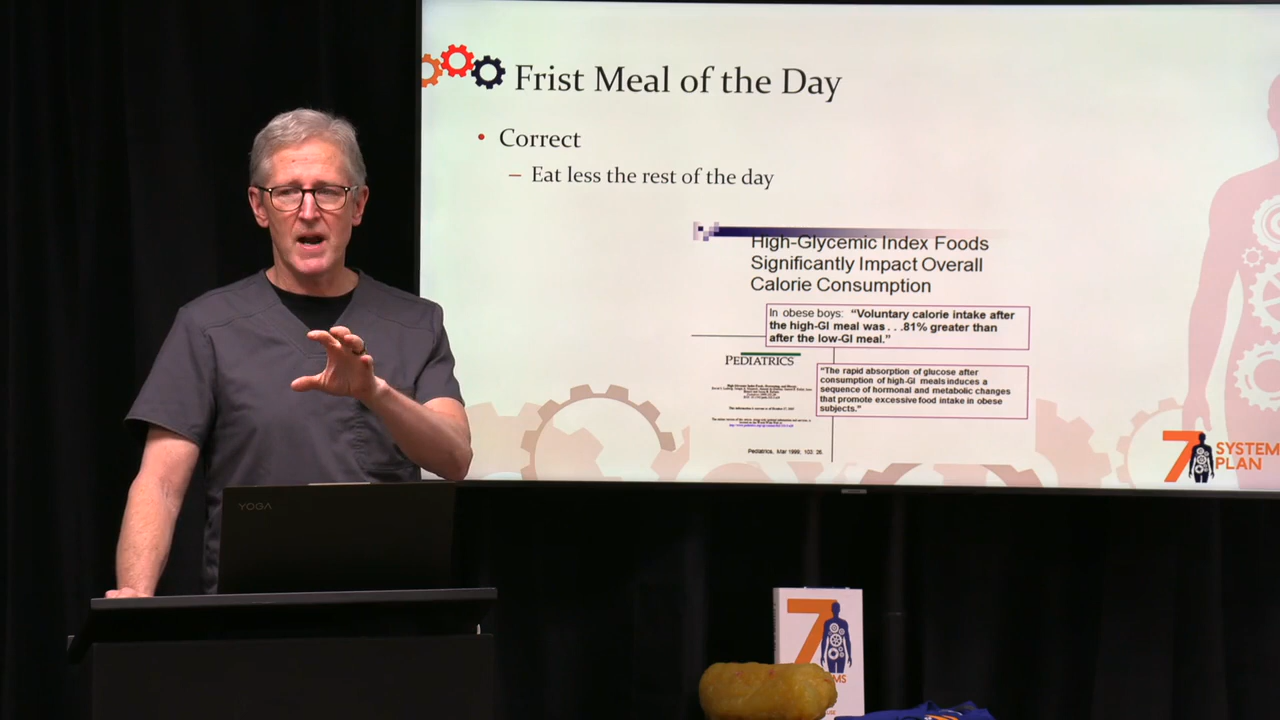 Frist Meal of the Day
• Correct
– Eat less the rest of the day
High-Glycemic Index Foods
Significantly Impact Overall
Calorie Consumption
In obese boys: “Voluntary calorie intake after
the high-GI meal was . . .81% greater than
after the low-GI meal.”
PEDIATRICS
“The rapid absorption of glucose after
consumption of high-GI meals induces a
sequence of hormonal and metabolic changes
that promote excessive food intake in obese
subjects.”
Pediatrics, Mar 1999; 103: 26
7 SYSTEM
PLAN
YOGA
7
MS